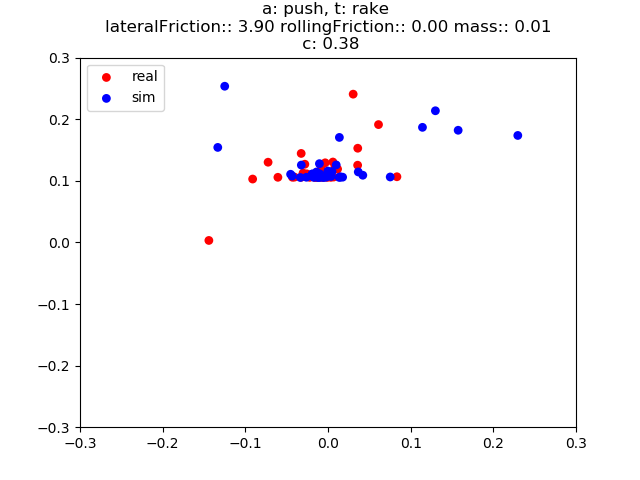 a: push, t: rake
lateralFriction:: 3.90 rollingFriction:: 0.00 mass:: 0.01
c: 0.38
real
sim
0.3
0.2
0.1
0.0
−0.1
−0.2
−0.3
−0.3
−0.2
−0.1
0.0
0.1
0.2
0.3